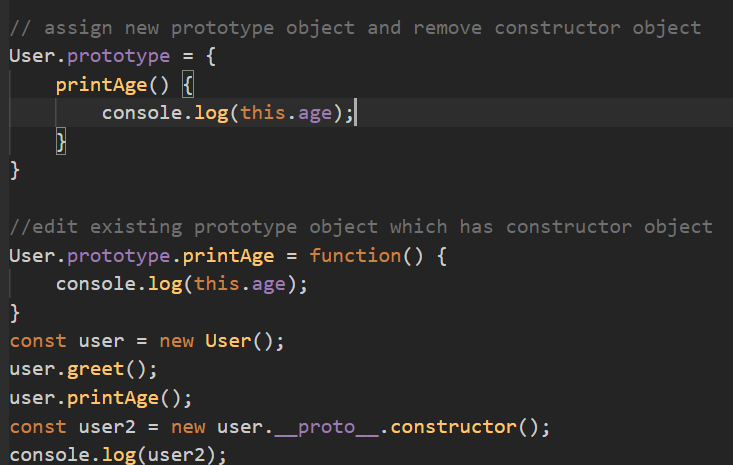 // assign new prototype object and remove constructor object
User.prototype = {
    printAge() {
        console.log(this.age);
    }
}

//edit existing prototype object which has constructor object
User.prototype.printAge = function() {
    console.log(this.age);
}
const user = new User();
user.greet();
user.printAge();
const user2 = new user.__proto__.constructor();
console.log(user2);